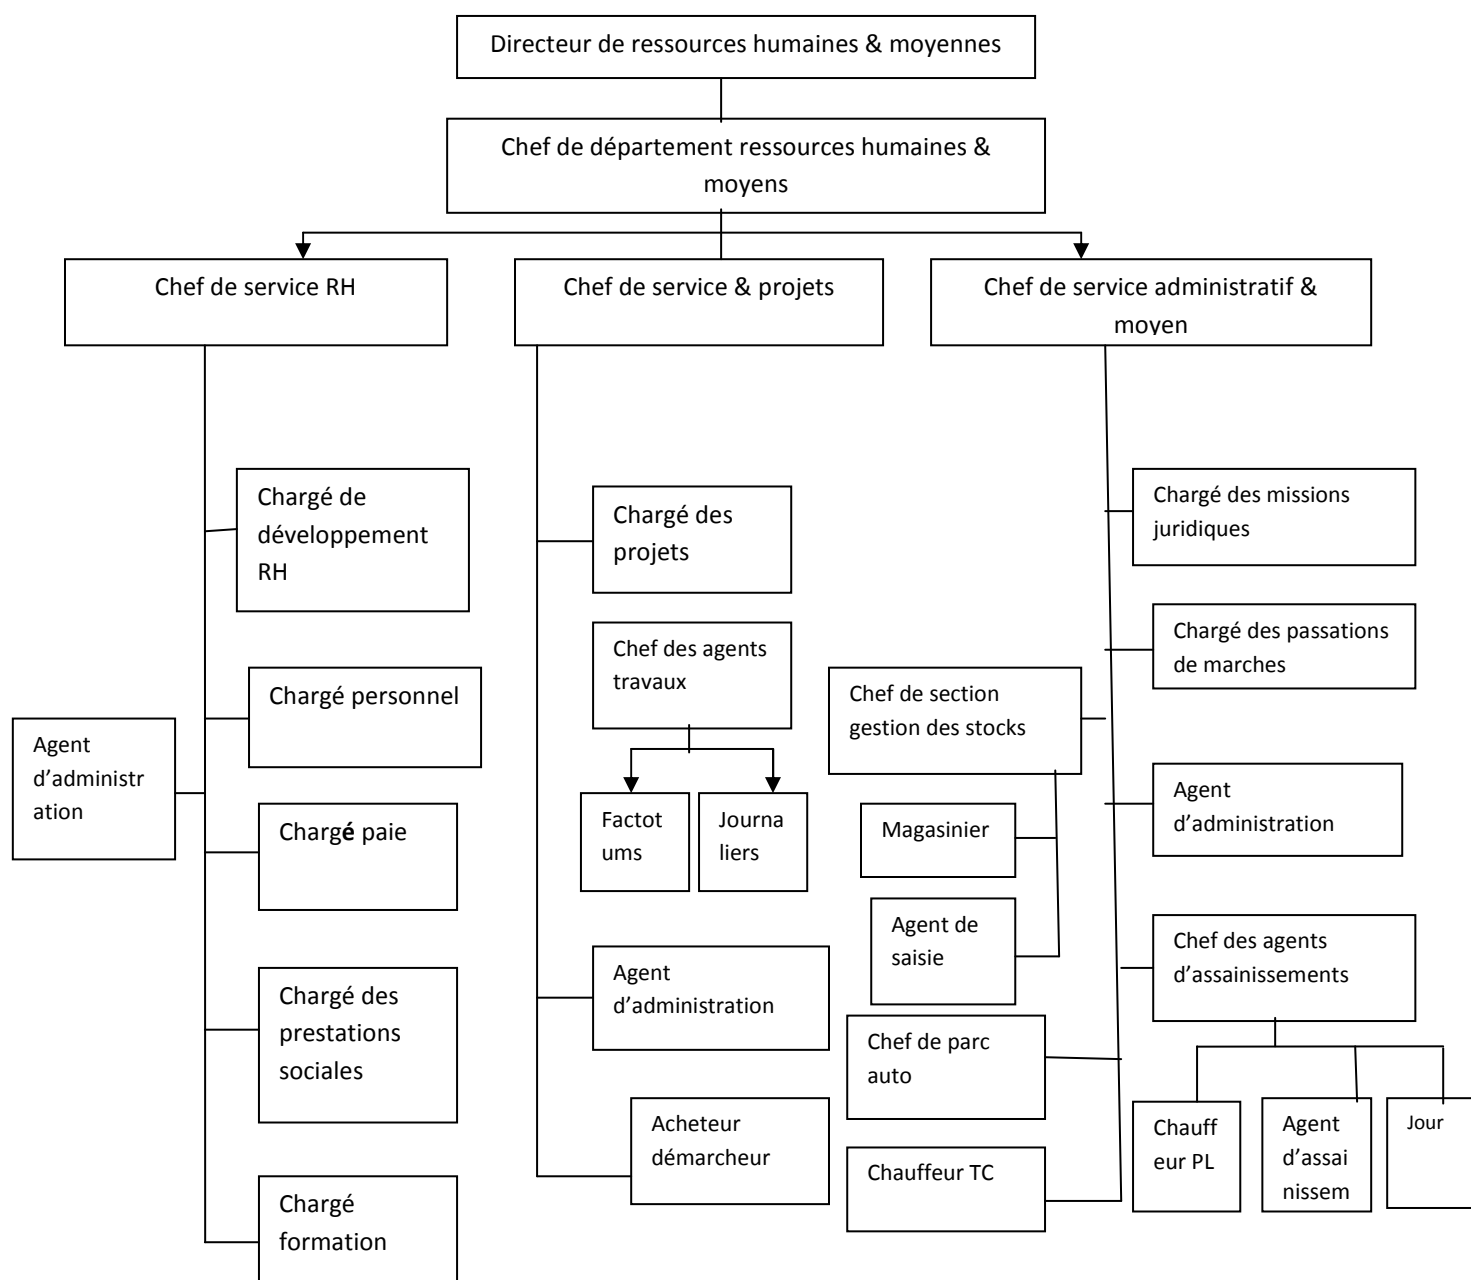 Directeur de ressources humaines & moyennes
Chef de département ressources humaines &
moyens
Chef de service RH
Chef de service & projets
Chef de service administratif &
moyen
Chargé de
développement
RH
Chargé personnel
Agent
d’administr
ation
Chargé paie
Chargé des
prestations
sociales
Chargé
formation
Chargé des
projets
Chef des agents
travaux
Factot
ums
Journa
liers
Agent
d’administration
Acheteur
démarcheur
Chef de section
gestion des stocks
Magasinier
Agent de
saisie
Chef de parc
auto
Chauffeur TC
Chargé des missions
juridiques
Chargé des passations
de marches
Agent
d’administration
Chef des agents
d’assainissements
Chauff
eur PL
Agent
d’assai
nissem
Jour